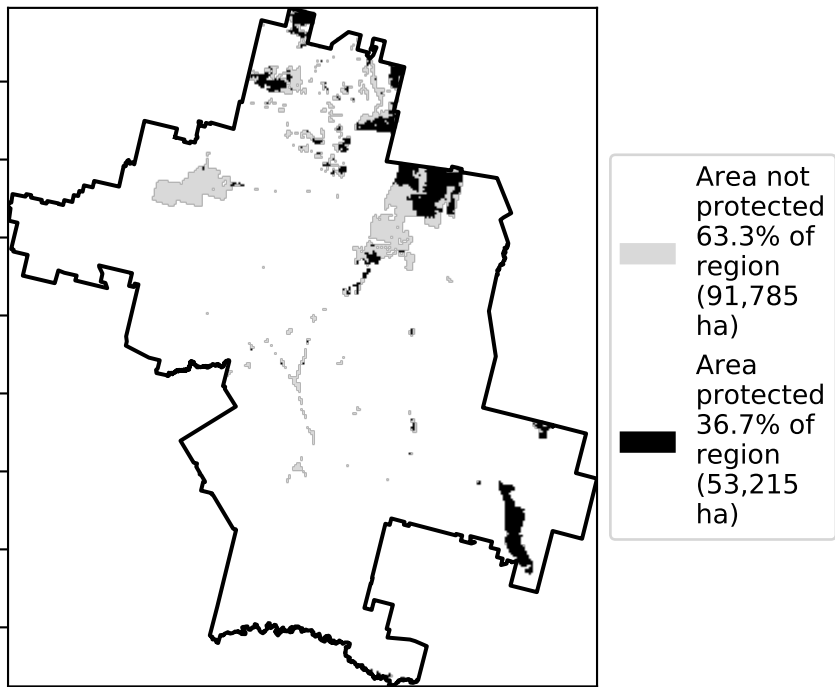 Area not
protected
63.3% of
region
(91,785
ha)
Area
protected
36.7% of
region
(53,215
ha)